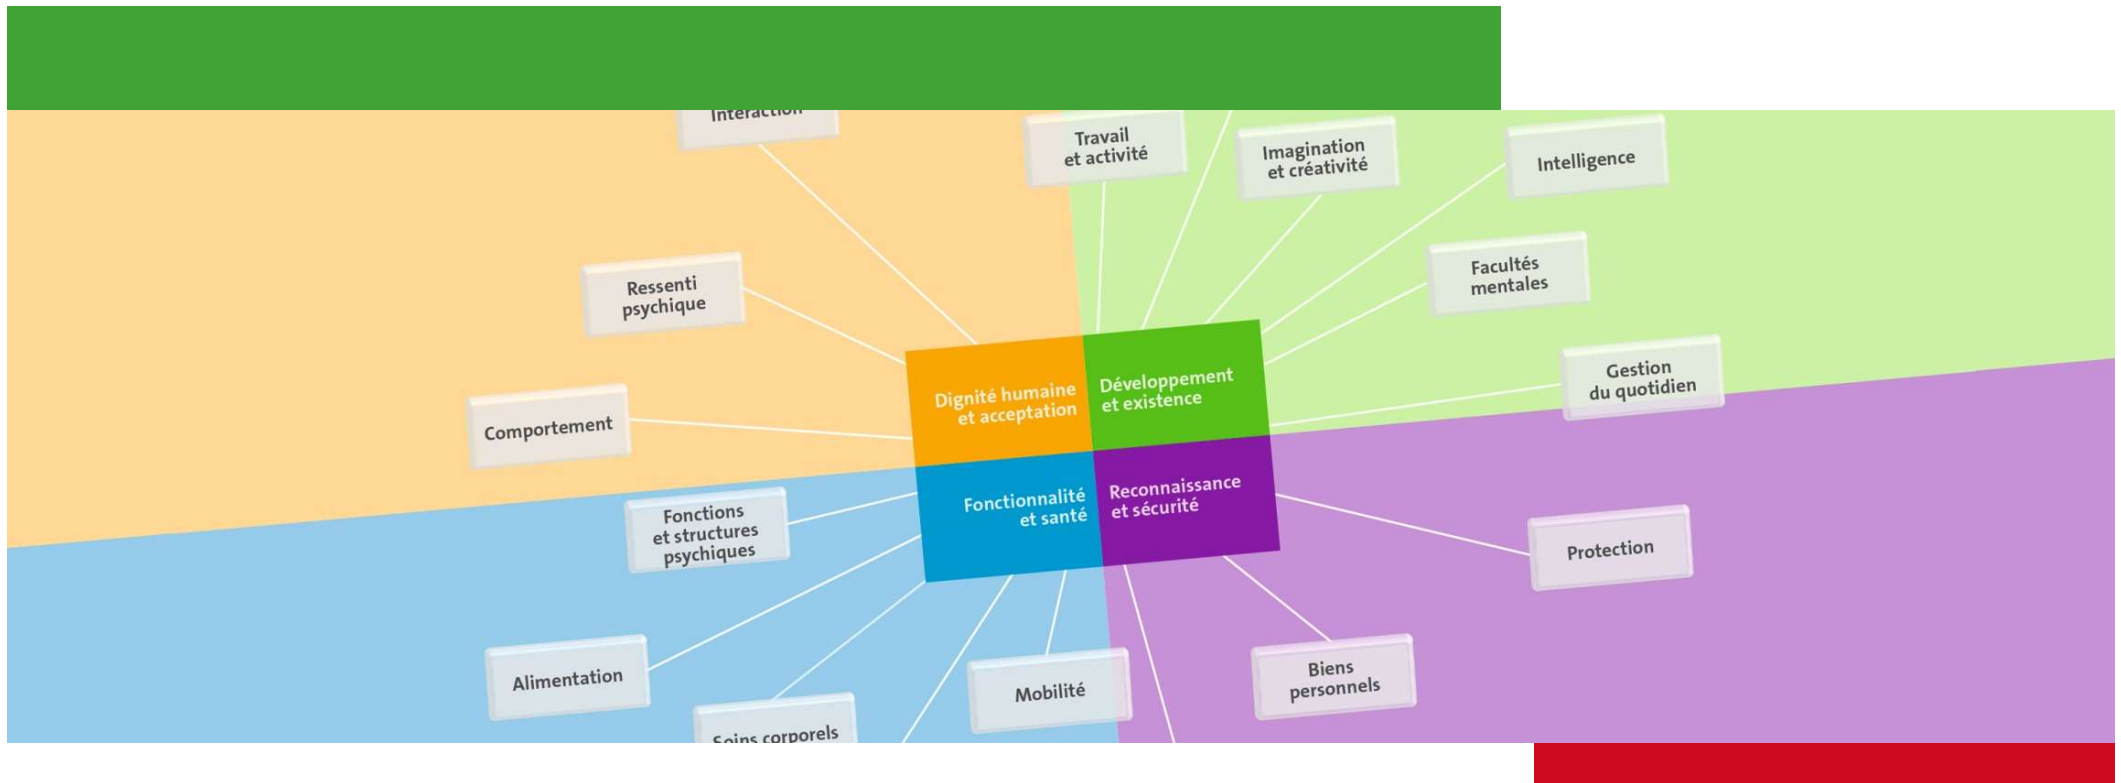 Interaction
Travail
et activité
Imagination
et créativité
Intelligence
Ressenti
psychique
Facultés
mentales
Comportement
Gestion
du quotidien
Dignité humaine
et acceptation
Développement
et existence
Fonctionnalité
et santé
Reconnaissance
et sécurité
Fonctions
et structures
psychiques
Protection
Alimentation
Mobilité
Biens
personnels
Soins corporels